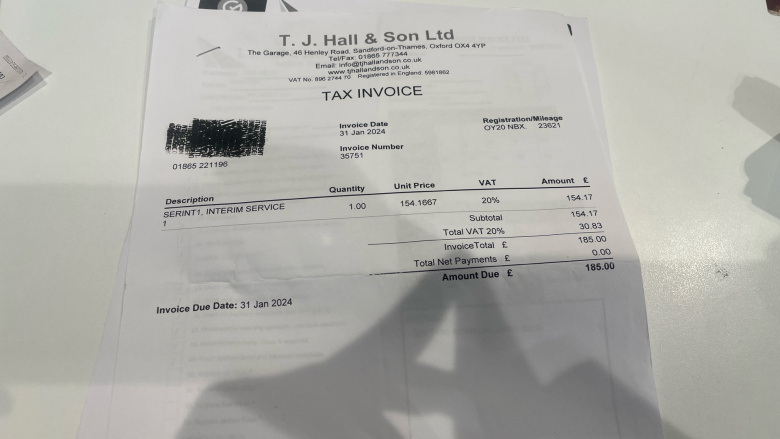 T. J. Hall & Son Ltd
The Garage, 46 Henley Road, Sandford-on-Thames, Oxford OX4 4YP
Tel/Fax: 01865 777344
Email: info@tjhallandson.co.uk
www.tjhallandson.co.uk
VAT No. 896 2744 70 Registered in England. 5981862
TAX INVOICE
Invoice Date
31 Jan 2024
Registration/Mileage
OY20 NBX. 23621
Invoice Number
35751
01865 221196
Description Quantity Unit Price VAT Amount £
SERINT1, INTERIM SERVICE 1.00 154.1667 20% 154.17
1
Subtotal 154.17
Total VAT 20% 30.83
InvoiceTotal £ 185.00
Total Net Payments £ 0.00
Amount Due £ 185.00
Invoice Due Date: 31 Jan 2024